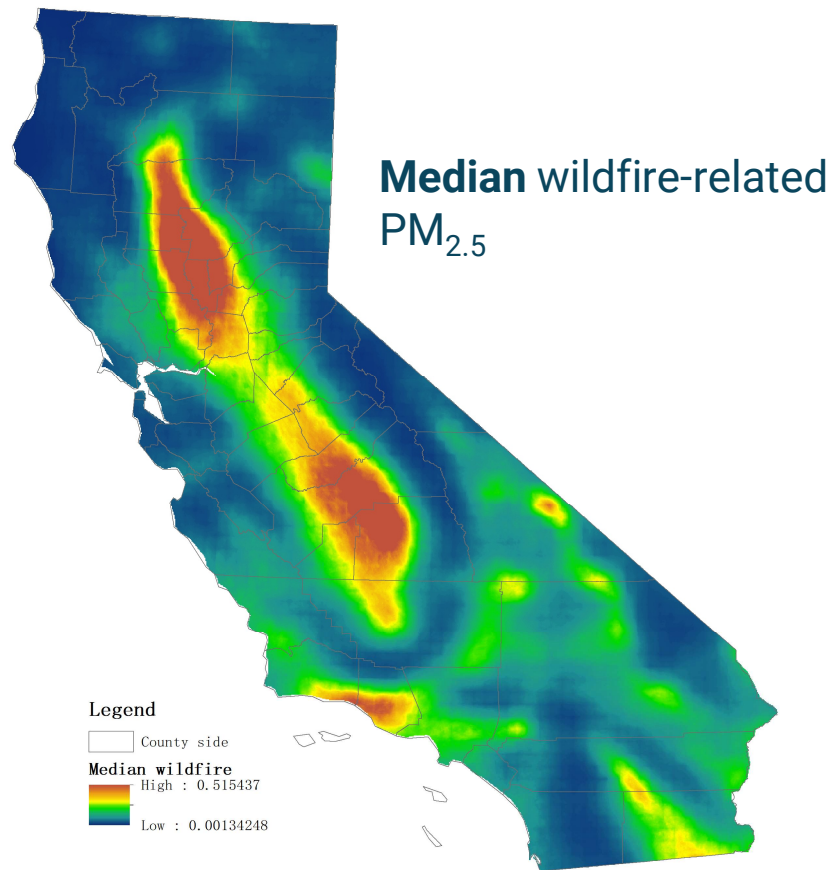 Median wildfire-related
PM2.5
Legend
County side
Median wildfire
High : 0.515437
Low : 0.00134248